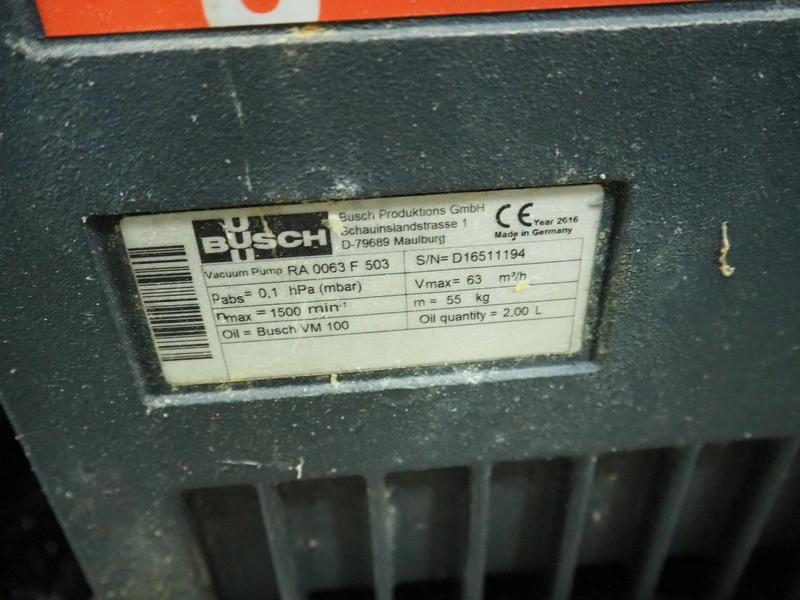 BUSCH
Busch Produktions GmbH
Schauinslandstrasse 1
D-79689 Maulburg
CE Year 2016
Made in Germany
Vacuum Pump RA 0063 F 503
S/N= D16511194
Pabs= 0,1 hPa (mbar)
Vmax= 63 m³/h
nmax = 1500 min⁻¹
m = 55 kg
Oil = Busch VM 100
Oil quantity = 2,00 L